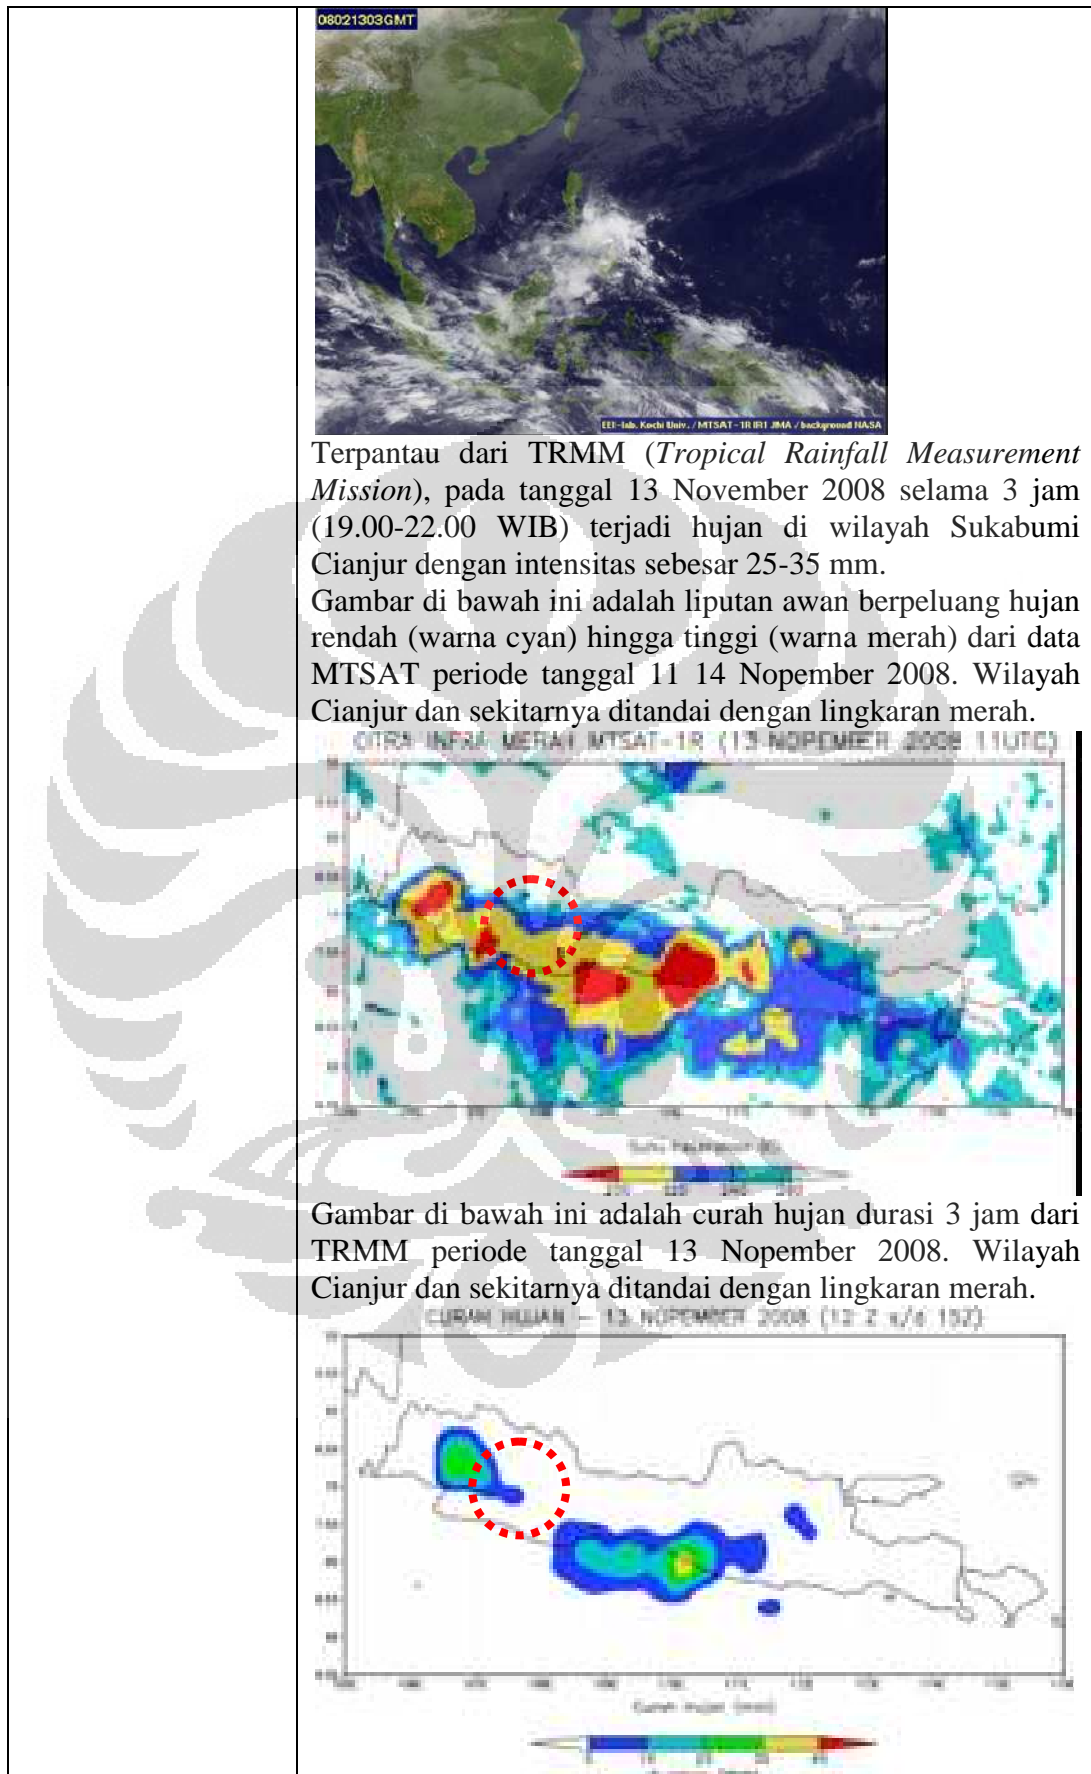 08021303GMT
EEI-lab. Kochi Univ. / MTSAT-1R IR1 JMA / background NASA
Terpantau dari TRMM (Tropical Rainfall Measurement
Mission), pada tanggal 13 November 2008 selama 3 jam
(19.00-22.00 WIB) terjadi hujan di wilayah Sukabumi
Cianjur dengan intensitas sebesar 25-35 mm.
Gambar di bawah ini adalah liputan awan berpeluang hujan
rendah (warna cyan) hingga tinggi (warna merah) dari data
MTSAT periode tanggal 11 14 Nopember 2008. Wilayah
Cianjur dan sekitarnya ditandai dengan lingkaran merah.
CITRA INFRA MERAH MTSAT-1R (13 NOPEMBER 2008 11UTC)
Gambar di bawah ini adalah curah hujan durasi 3 jam dari
TRMM periode tanggal 13 Nopember 2008. Wilayah
Cianjur dan sekitarnya ditandai dengan lingkaran merah.
CURAH HUJAN - 13 NOPEMBER 2008 (12 Z s/d 15Z)
Curah Hujan (mm)